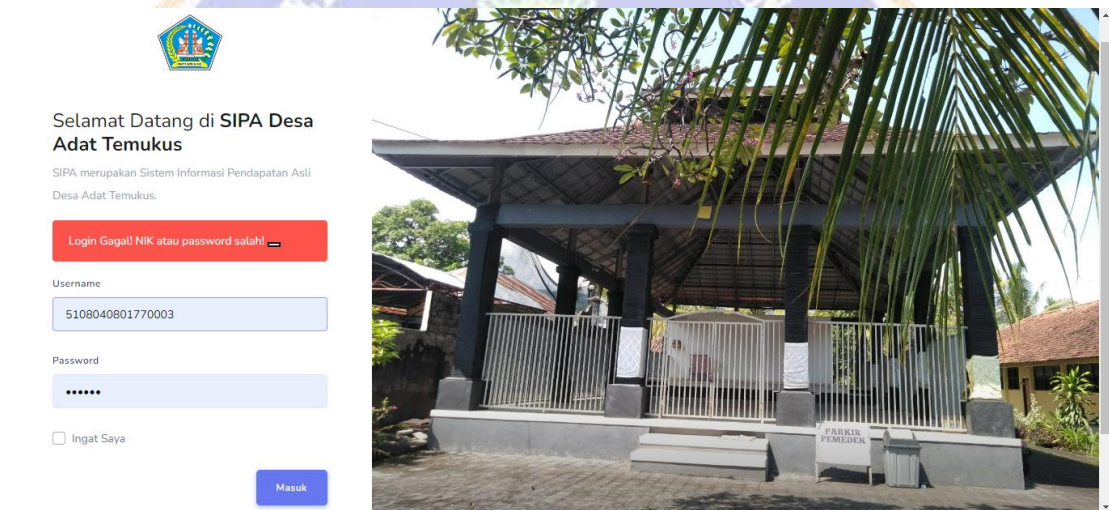 Selamat Datang di SIPA Desa
Adat Temukus
SIPA merupakan Sistem Informasi Pendapatan Asli
Desa Adat Temukus.
Login Gagal! NIK atau password salah!
Username
5108040801770003
Password
••••••
Ingat Saya
Masuk
PARKIR
PEMEDEK